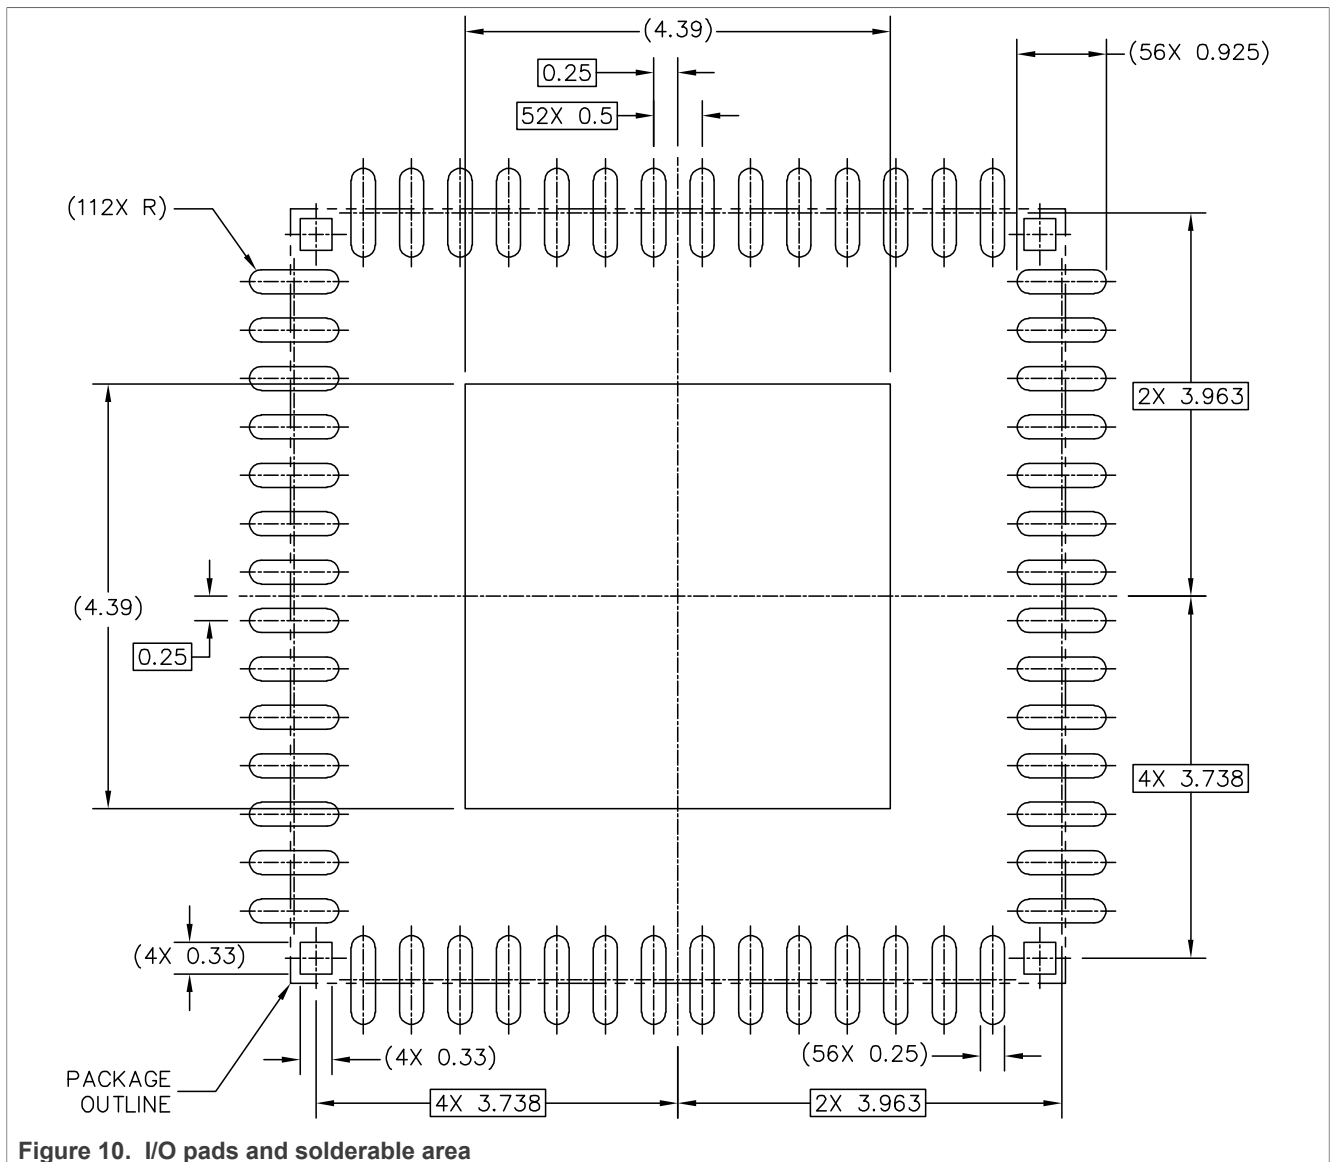 (4.39)
(56X 0.925)
0.25
52X 0.5
(112X R)
2X 3.963
(4.39)
0.25
4X 3.738
(4X 0.33)
(4X 0.33)
(56X 0.25)
PACKAGE
OUTLINE
4X 3.738
2X 3.963
Figure 10. I/O pads and solderable area